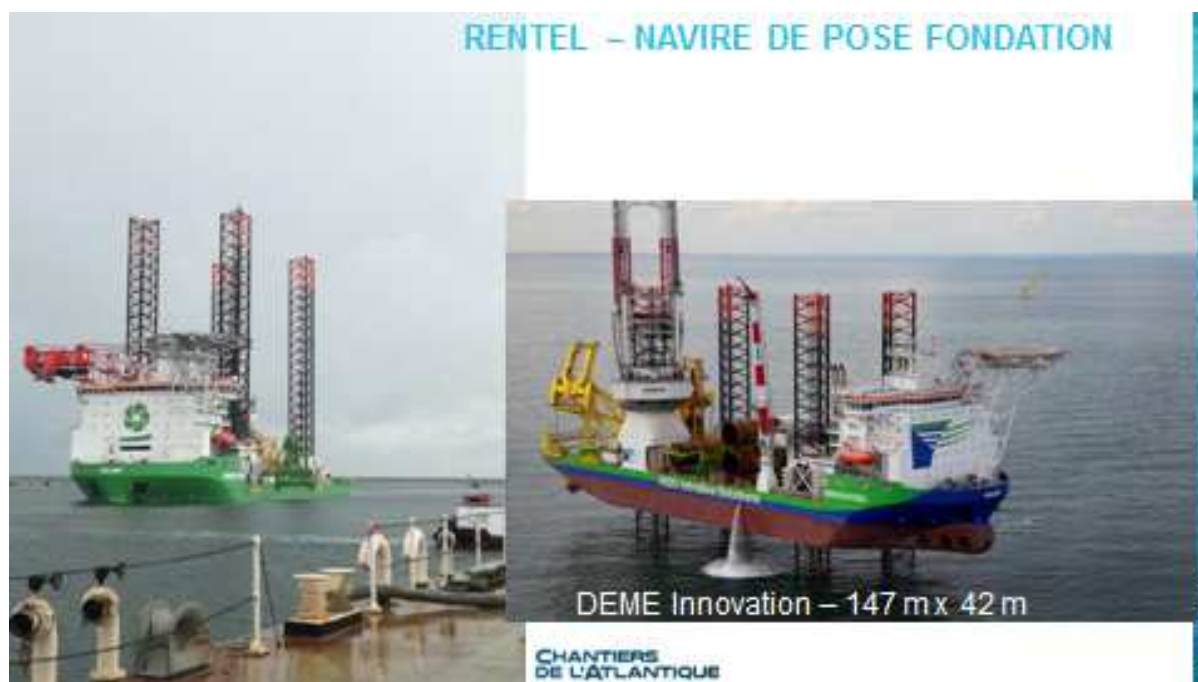 RENTEL – NAVIRE DE POSE FONDATION
DEME Innovation – 147 m x 42 m
CHANTIERS
DE L'ATLANTIQUE